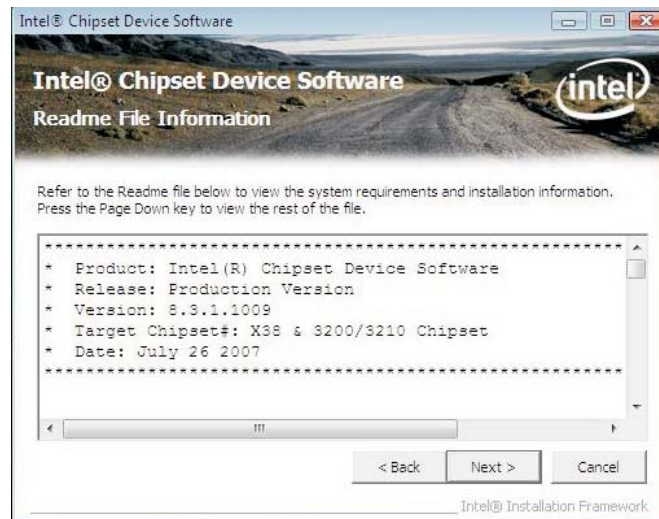 Intel® Chipset Device Software
Intel® Chipset Device Software
intel
Readme File Information
Refer to the Readme file below to view the system requirements and installation information.
Press the Page Down key to view the rest of the file.
************************************************************
* Product: Intel(R) Chipset Device Software
* Release: Production Version
* Version: 8.3.1.1009
* Target Chipset#: X38 & 3200/3210 Chipset
* Date: July 26 2007
************************************************************
< Back Next > Cancel
Intel® Installation Framework